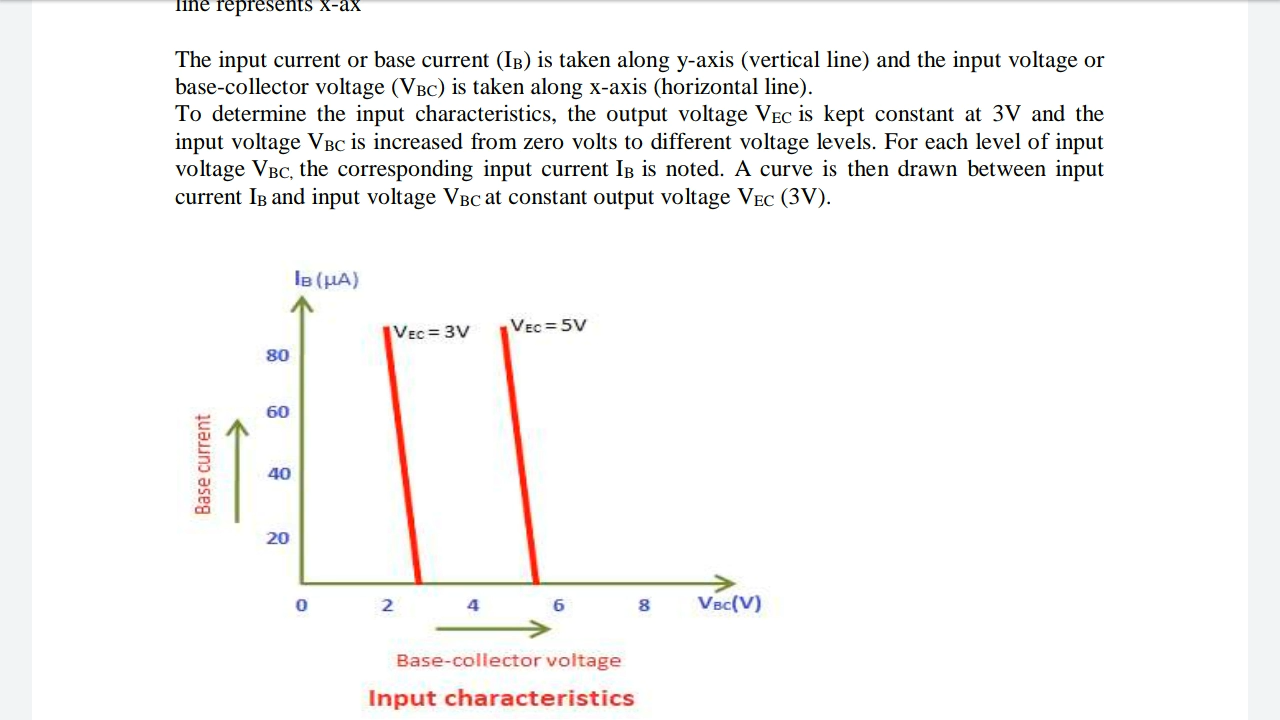 line represents x-ax
The input current or base current (IB) is taken along y-axis (vertical line) and the input voltage or
base-collector voltage (VBC) is taken along x-axis (horizontal line).
To determine the input characteristics, the output voltage VEC is kept constant at 3V and the
input voltage VBC is increased from zero volts to different voltage levels. For each level of input
voltage VBC, the corresponding input current IB is noted. A curve is then drawn between input
current IB and input voltage VBC at constant output voltage VEC (3V).
IB (µA)
VEC = 3V
VEC = 5V
80
60
40
20
Base current
0 2 4 6 8 VBC(V)
Base-collector voltage
Input characteristics